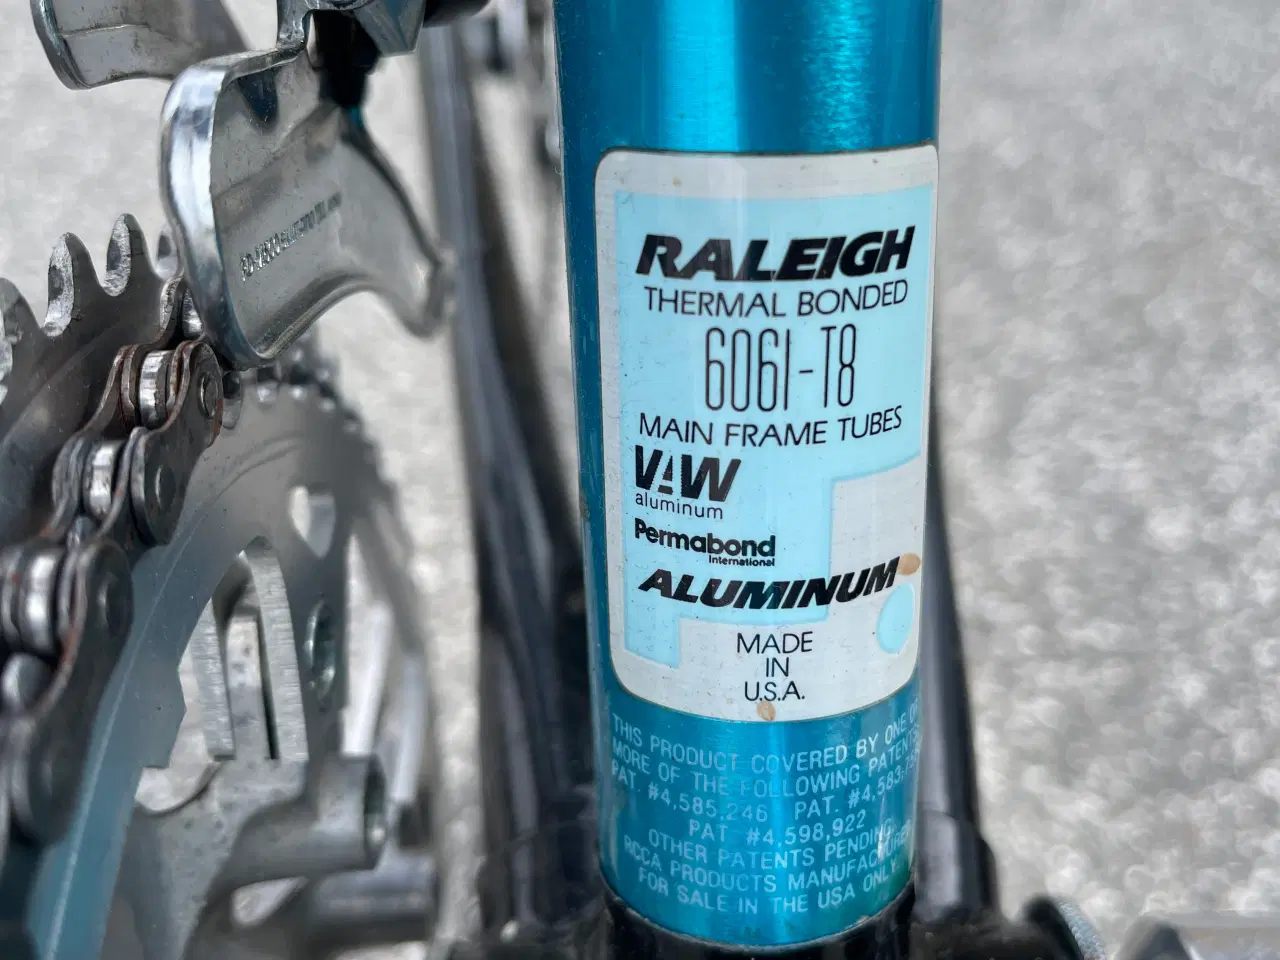 RALEIGH
THERMAL BONDED
6061-T8
MAIN FRAME TUBES
VAW
aluminum
Permabond
International
ALUMINUM
MADE
IN
U.S.A.
THIS PRODUCT COVERED BY ONE OR
MORE OF THE FOLLOWING PATENTS
PAT. #4,585,246 PAT. #4,583,75
PAT #4,598,922
OTHER PATENTS PENDING.
RCCA PRODUCTS MANUFACTURED
FOR SALE IN THE USA ONLY.